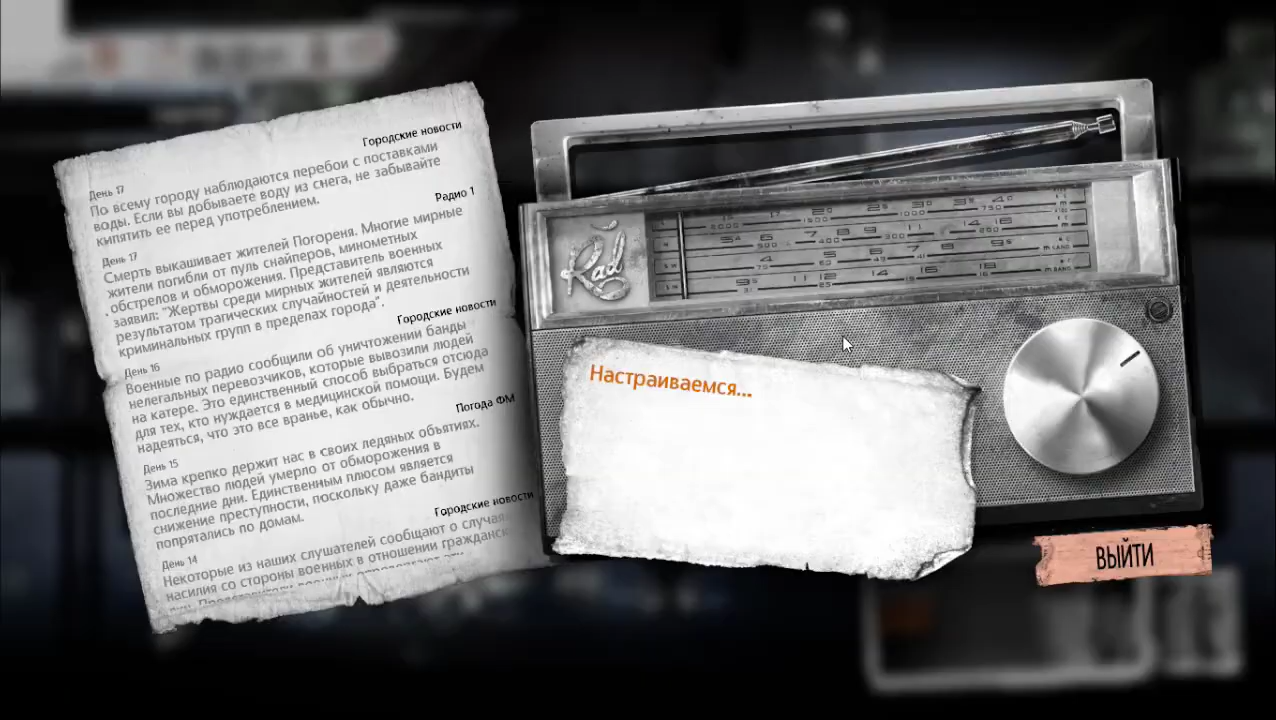 Городские новости
День 17
По всему городу наблюдаются перебои с поставками
воды. Если вы добываете воду из снега, не забывайте
кипятить ее перед употреблением.
Радио 1
День 17
Смерть выкашивает жителей Погореня. Многие мирные
жители погибли от пуль снайперов, минометных
обстрелов и обморожения. Представитель военных
заявил: "Жертвы среди мирных жителей являются
результатом трагических случайностей и деятельности
криминальных групп в пределах города".
Городские новости
День 16
Военные по радио сообщили об уничтожении банды
нелегальных перевозчиков, которые вывозили людей
на катере. Это единственный способ выбраться отсюда
для тех, кто нуждается в медицинской помощи. Будем
надеяться, что это все вранье, как обычно.
Погода ФМ
День 15
Зима крепко держит нас в своих ледяных объятиях.
Множество людей умерло от обморожения в
последние дни. Единственным плюсом является
снижение преступности, поскольку даже бандиты
попрятались по домам.
Городские новости
День 14
Некоторые из наших слушателей сообщают о случая
насилия со стороны военных в отношении гражданск
Rad
Настраиваемся...
ВЫЙТИ